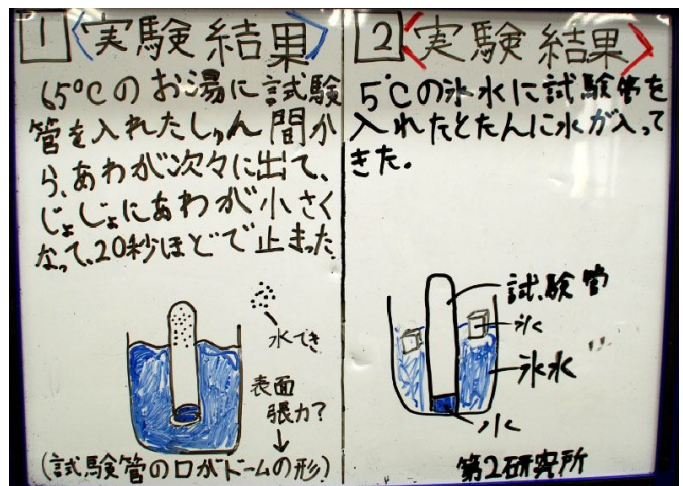 1 〈実験結果〉
65℃のお湯に試験
管を入れたしゅん間か
ら、あわが次々に出て、
じょじょにあわが小さく
なって、20秒ほどで止まった。
水てき
表面
張力?
↓
(試験管の口がドームの形)
2 〈実験結果〉
5℃の氷水に試験管を
入れたとたんに水が入って
きた。
試験管
氷
氷水
水
第2研究所